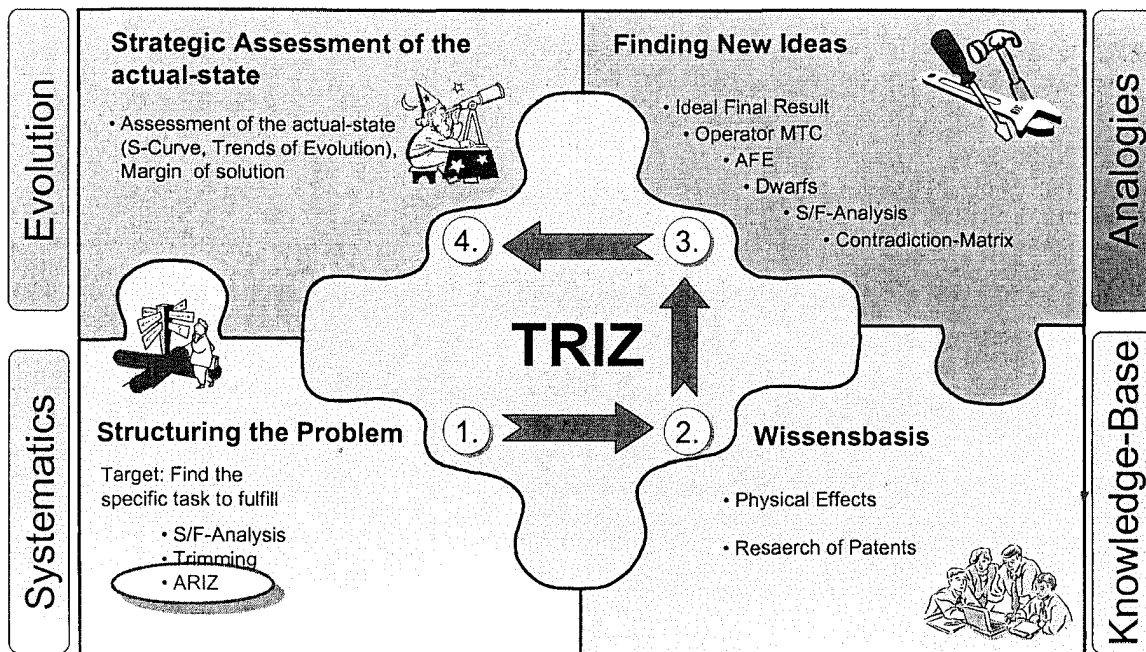 Evolution
Strategic Assessment of the
actual-state
• Assessment of the actual-state
(S-Curve, Trends of Evolution),
Margin of solution
Finding New Ideas
• Ideal Final Result
• Operator MTC
• AFE
• Dwarfs
• S/F-Analysis
• Contradiction-Matrix
Analogies
4.
3.
TRIZ
1.
2.
Systematics
Structuring the Problem
Target: Find the
specific task to fulfill
• S/F-Analysis
• Trimming
• ARIZ
Wissensbasis
• Physical Effects
• Resaerch of Patents
Knowledge-Base